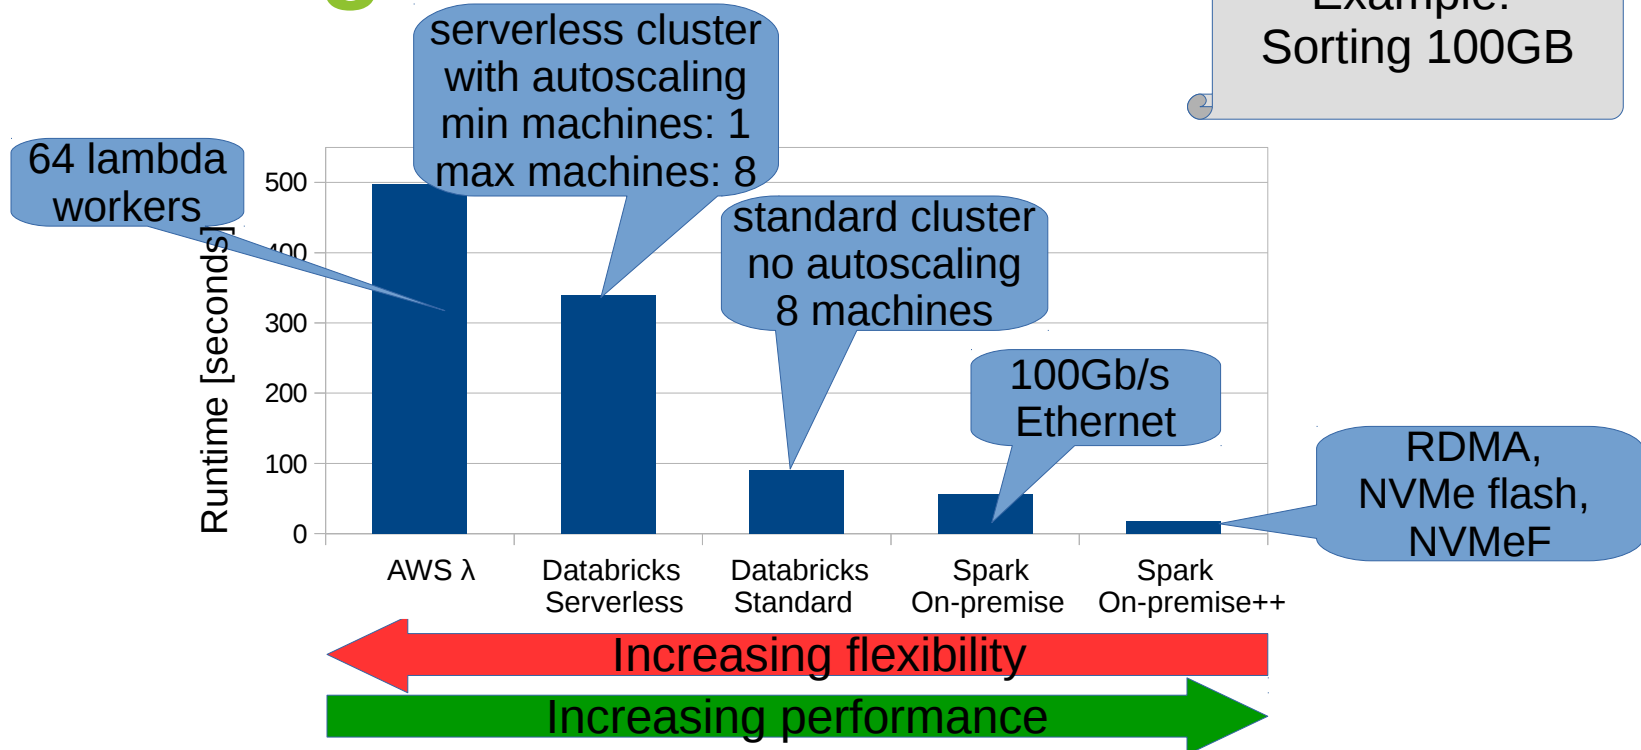 g
Example:
Sorting 100GB
serverless cluster
with autoscaling
min machines: 1
max machines: 8
64 lambda
workers
standard cluster
no autoscaling
8 machines
100Gb/s
Ethernet
RDMA,
NVMe flash,
NVMeF
Runtime [seconds]
500
400
300
200
100
0
AWS λ
Databricks
Serverless
Databricks
Standard
Spark
On-premise
Spark
On-premise++
Increasing flexibility
Increasing performance